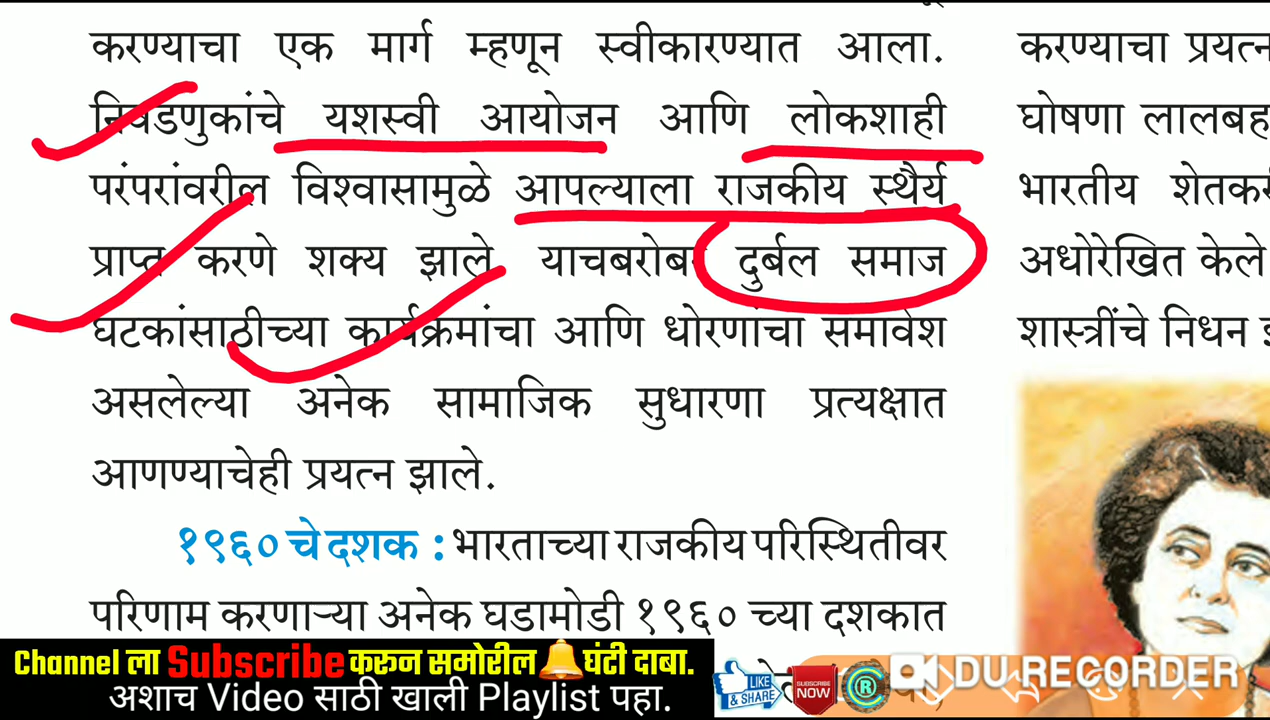 करण्याचा एक मार्ग म्हणून स्वीकारण्यात आला.
निवडणुकांचे यशस्वी आयोजन आणि लोकशाही
परंपरांवरील विश्वासामुळे आपल्याला राजकीय स्थैर्य
प्राप्त करणे शक्य झाले. याचबरोबर दुर्बल समाज
घटकांसाठीच्या कार्यक्रमांचा आणि धोरणांचा समावेश
असलेल्या अनेक सामाजिक सुधारणा प्रत्यक्षात
आणण्याचेही प्रयत्न झाले.
१९६० चे दशक : भारताच्या राजकीय परिस्थितीवर
परिणाम करणाऱ्या अनेक घडामोडी १९६० च्या दशकात
करण्याचा प्रयत्न
घोषणा लालबह
भारतीय शेतकर
अधोरेखित केले
शास्त्रींचे निधन
Channel ला Subscribe करून समोरील घंटी दाबा.
अशाच Video साठी खाली Playlist पहा.
LIKE & SHARE
SUBSCRIBE NOW
®
DU RECORDER